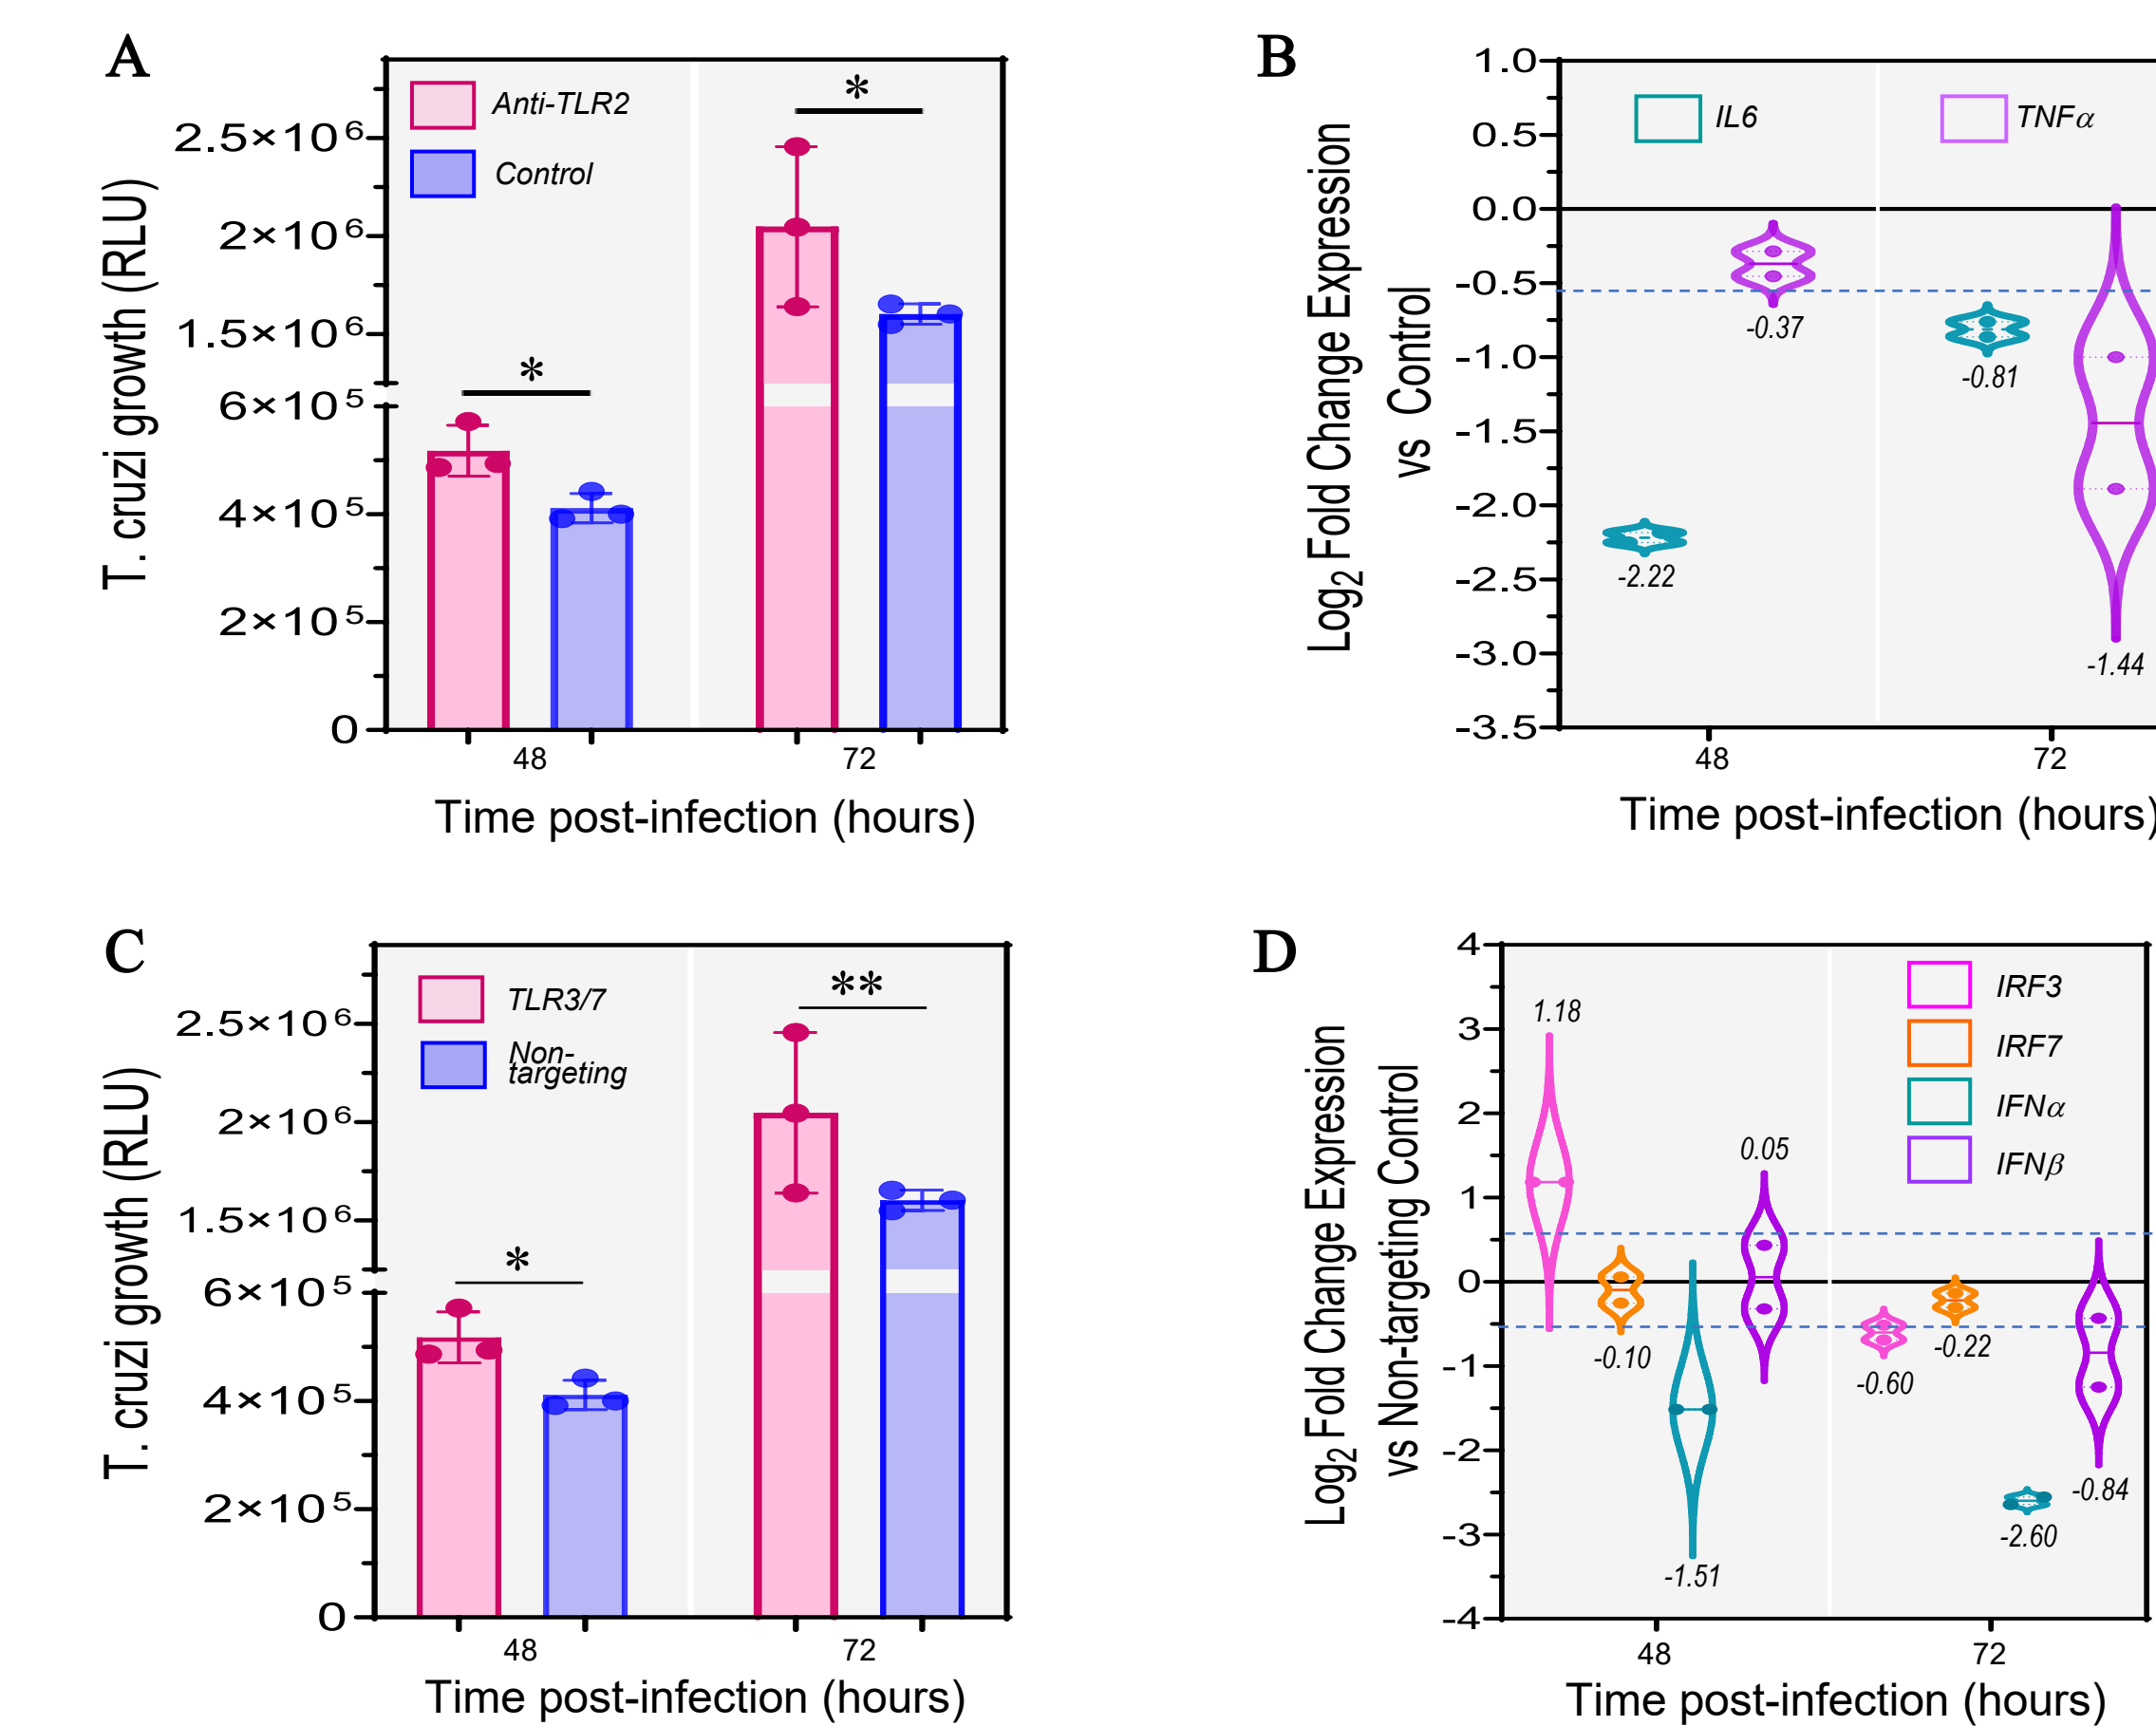 A
Anti-TLR2
Control
*
*
2.5×10⁶
2×10⁶
1.5×10⁶
6×10⁵
4×10⁵
2×10⁵
0
T. cruzi growth (RLU)
48
72
Time post-infection (hours)
B
IL6
TNFα
1.0
0.5
0.0
-0.5
-1.0
-1.5
-2.0
-2.5
-3.0
-3.5
Log₂ Fold Change Expression
vs Control
-2.22
-0.37
-0.81
-1.44
48
72
Time post-infection (hours)
C
TLR3/7
Non-
targeting
*
**
2.5×10⁶
2×10⁶
1.5×10⁶
6×10⁵
4×10⁵
2×10⁵
0
T. cruzi growth (RLU)
48
72
Time post-infection (hours)
D
IRF3
IRF7
IFNα
IFNβ
4
3
2
1
0
-1
-2
-3
-4
Log₂ Fold Change Expression
vs Non-targeting Control
1.18
-0.10
-1.51
0.05
-0.60
-0.22
-2.60
-0.84
48
72
Time post-infection (hours)